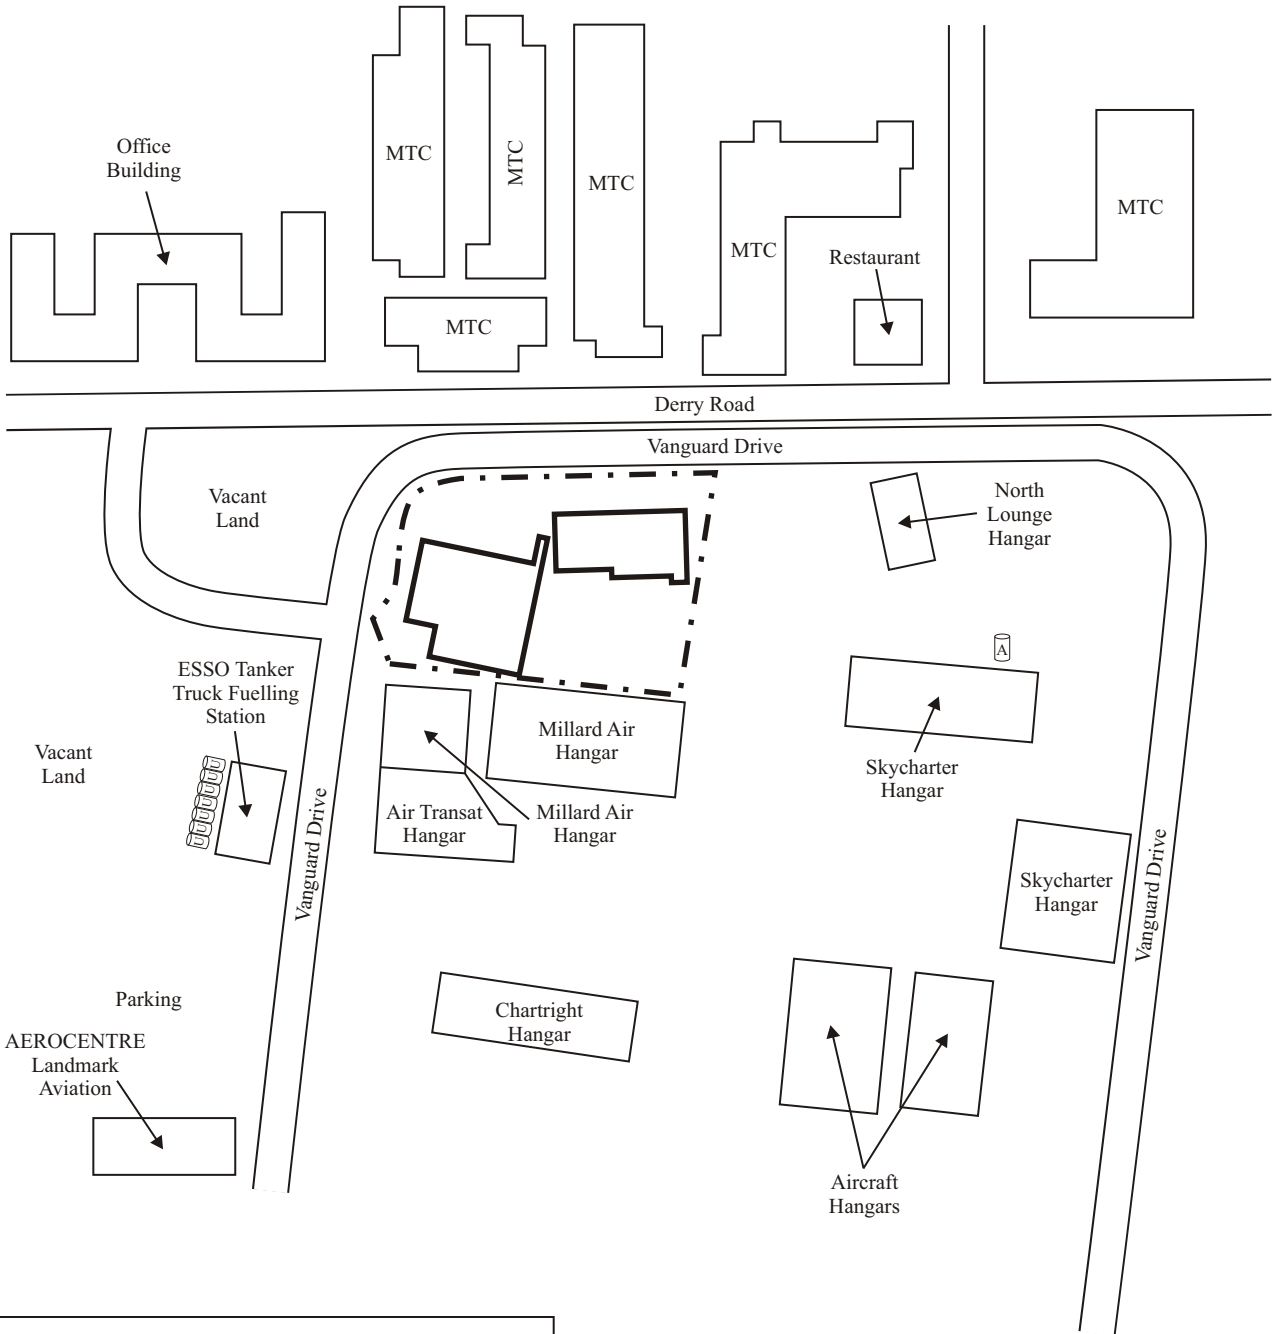 Office
Building
MTC
MTC
MTC
MTC
MTC
Restaurant
MTC
Derry Road
Vanguard Drive
Vacant
Land
North
Lounge
Hangar
A
ESSO Tanker
Truck Fuelling
Station
Vacant
Land
Millard Air
Hangar
Skycharter
Hangar
Air Transat
Hangar
Millard Air
Hangar
Vanguard Drive
Skycharter
Hangar
Vanguard Drive
Parking
Chartright
Hangar
AEROCENTRE
Landmark
Aviation
Aircraft
Hangars